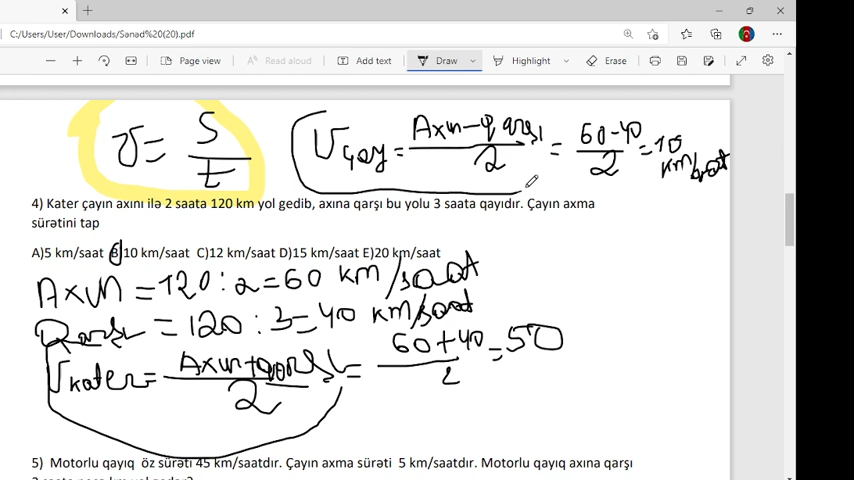 C:/Users/User/Downloads/Sənəd%20(20).pdf
Page view
Read aloud
Add text
Draw
Highlight
Erase
v = S/t
Vçay = Axın-qarşı/2 = 60-40/2 = 10 km/saat
4) Kater çayın axını ilə 2 saata 120 km yol gedib, axına qarşı bu yolu 3 saata qayıdır. Çayın axma
sürətini tap
A)5 km/saat B)10 km/saat C)12 km/saat D)15 km/saat E)20 km/saat
Axın = 120 : 2 = 60 km/saat
Qarşı = 120 : 3 = 40 km/saat
Vkater = Axın+qarşı/2 = 60+40/2 = 50
5) Motorlu qayıq öz sürəti 45 km/saatdır. Çayın axma sürəti 5 km/saatdır. Motorlu qayıq axına qarşı